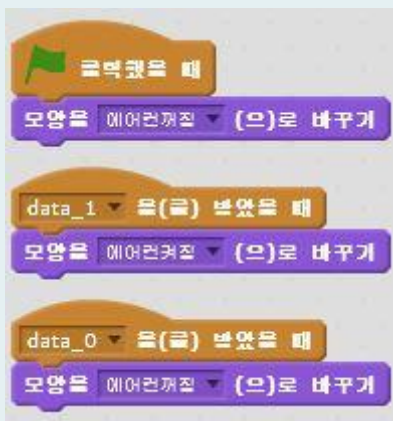 클릭했을 때
모양을 에어컨꺼짐 (으)로 바꾸기
data_1 을(를) 받았을 때
모양을 에어컨켜짐 (으)로 바꾸기
data_0 을(를) 받았을 때
모양을 에어컨꺼짐 (으)로 바꾸기